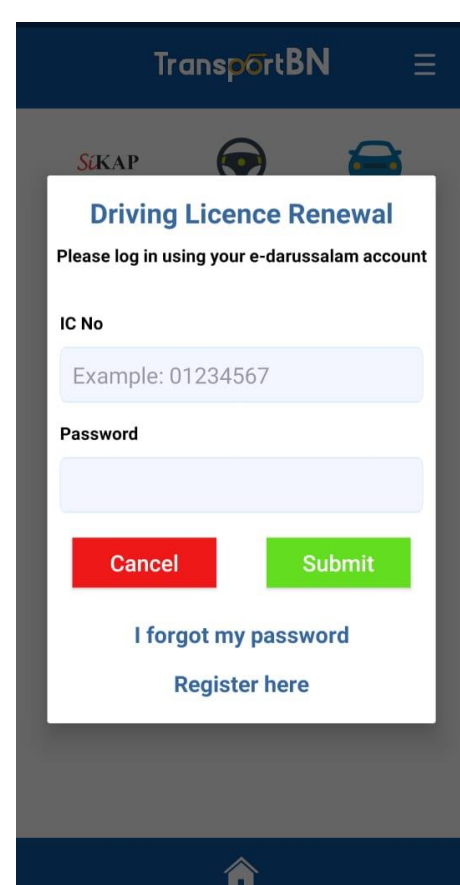 TransportBN
SiKAP
Driving Licence Renewal
Please log in using your e-darussalam account
IC No
Example: 01234567
Password
Cancel
Submit
I forgot my password
Register here